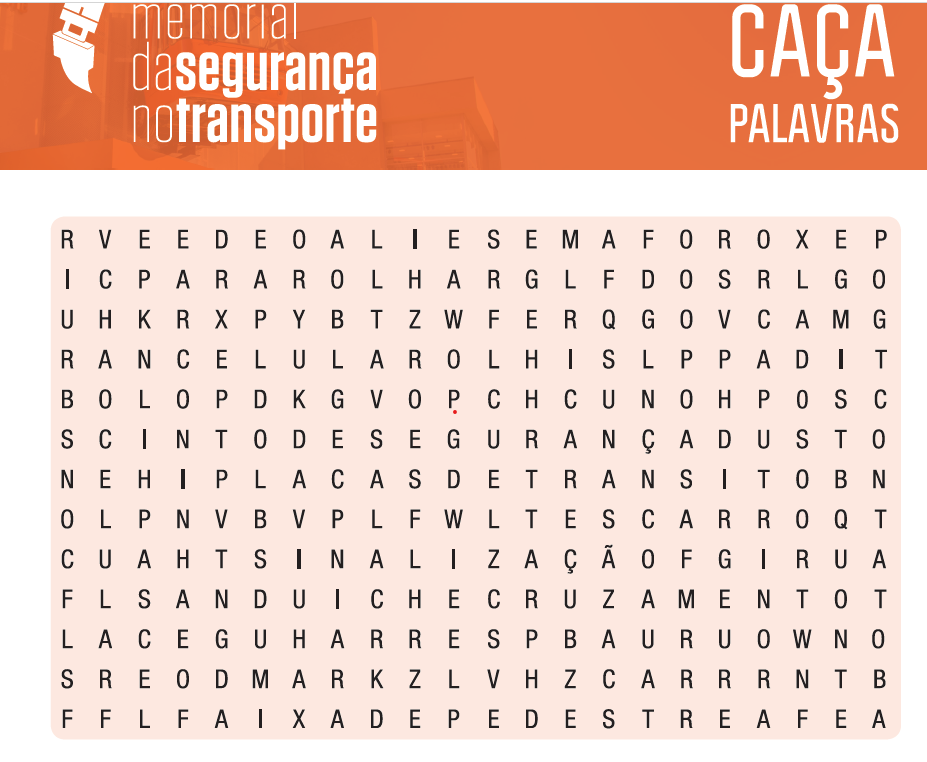 memorial
dasegurança
notransporte
CAÇA
PALAVRAS
R V E E D E O A L I E S E M A F O R O X E P
I C P A R A R O L H A R G L F D O S R L G O
U H K R X P Y B T Z W F E R Q G O V C A M G
R A N C E L U L A R O L H I S L P P A D I T
B O L O P D K G V O P C H C U N O H P O S C
S C I N T O D E S E G U R A N Ç A D U S T O
N E H I P L A C A S D E T R A N S I T O B N
O L P N V B V P L F W L T E S C A R R O Q T
C U A H T S I N A L I Z A Ç Ã O F G I R U A
F L S A N D U I C H E C R U Z A M E N T O T
L A C E G U H A R R E S P B A U R U O W N O
S R E O D M A R K Z L V H Z C A R R R N T B
F F L F A I X A D E P E D E S T R E A F E A